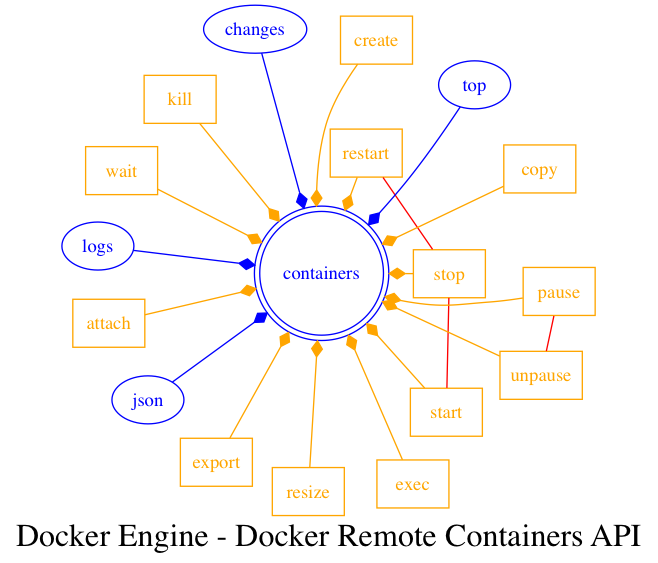 changes
create
top
kill
restart
copy
wait
logs
containers
stop
pause
attach
unpause
json
start
export
exec
resize
Docker Engine - Docker Remote Containers API